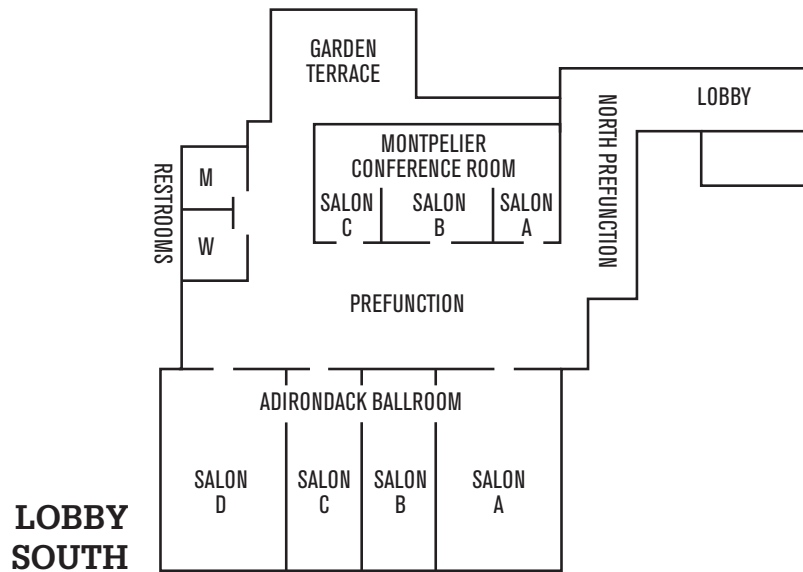 GARDEN
TERRACE
LOBBY
NORTH PREFUNCTION
MONTPELIER
CONFERENCE ROOM
RESTROOMS
M
W
SALON
C
SALON
B
SALON
A
PREFUNCTION
ADIRONDACK BALLROOM
SALON
D
SALON
C
SALON
B
SALON
A
LOBBY
SOUTH